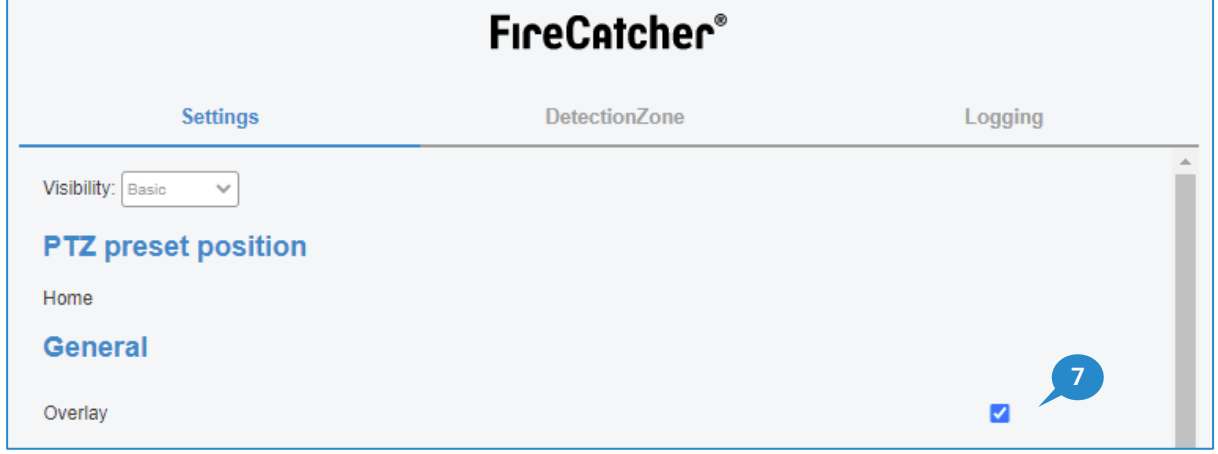 FireCatcher®
Settings DetectionZone Logging
Visibility: Basic
PTZ preset position
Home
General
7
Overlay